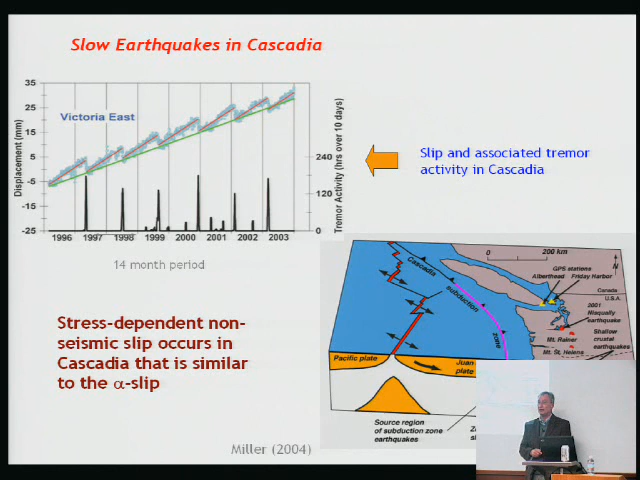 Slow Earthquakes in Cascadia
35
25
15
5
-5
-15
-25
Displacement (mm)
Victoria East
240
120
0
Tremor Activity (hrs over 10 days)
1996 1997 1998 1999 2000 2001 2002 2003
14 month period
Slip and associated tremor
activity in Cascadia
Stress-dependent non-
seismic slip occurs in
Cascadia that is similar
to the α-slip
Miller (2004)
0 200 km
N
GPS stations
Alberthead Friday Harbor
Canada
U.S.A.
2001
Nisqually
earthquake
Mt. Rainer
Mt. St. Helens
Shallow
crustal
earthquakes
Cascadia
subduction
zone
Pacific plate
Juan
plate
Source region
of subduction zone
earthquakes